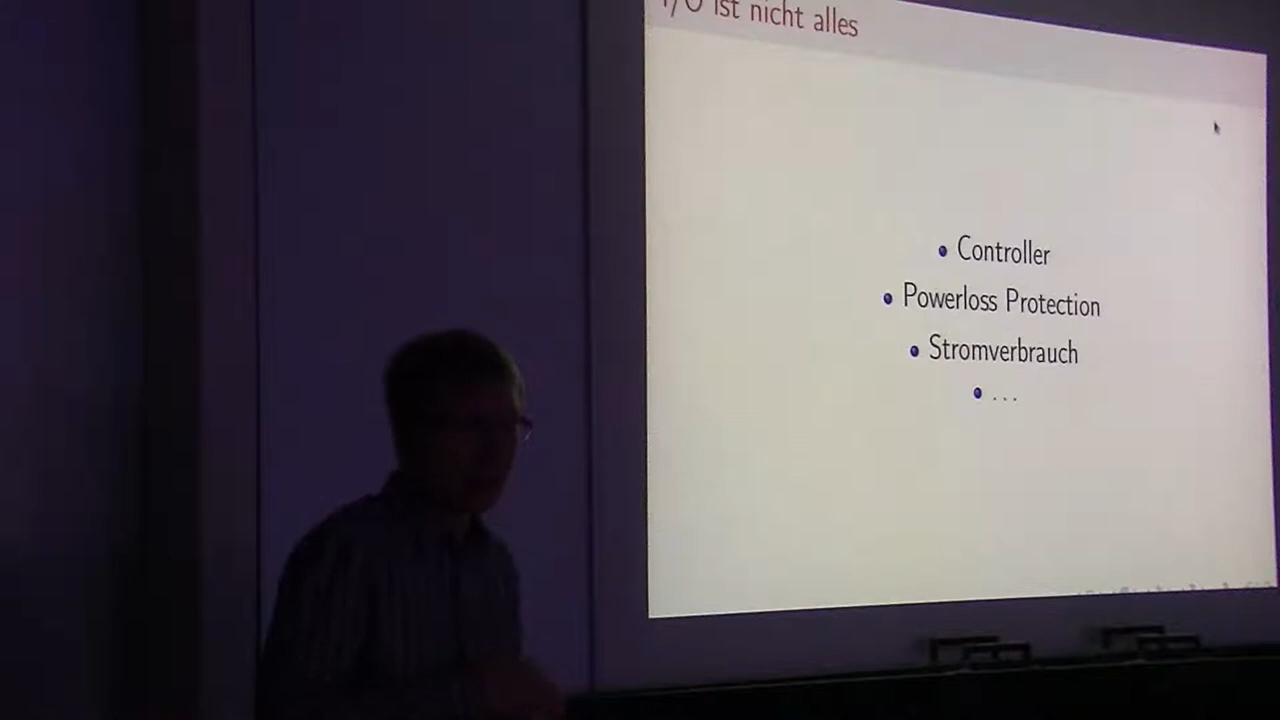 I/O ist nicht alles
Controller
Powerloss Protection
Stromverbrauch
...